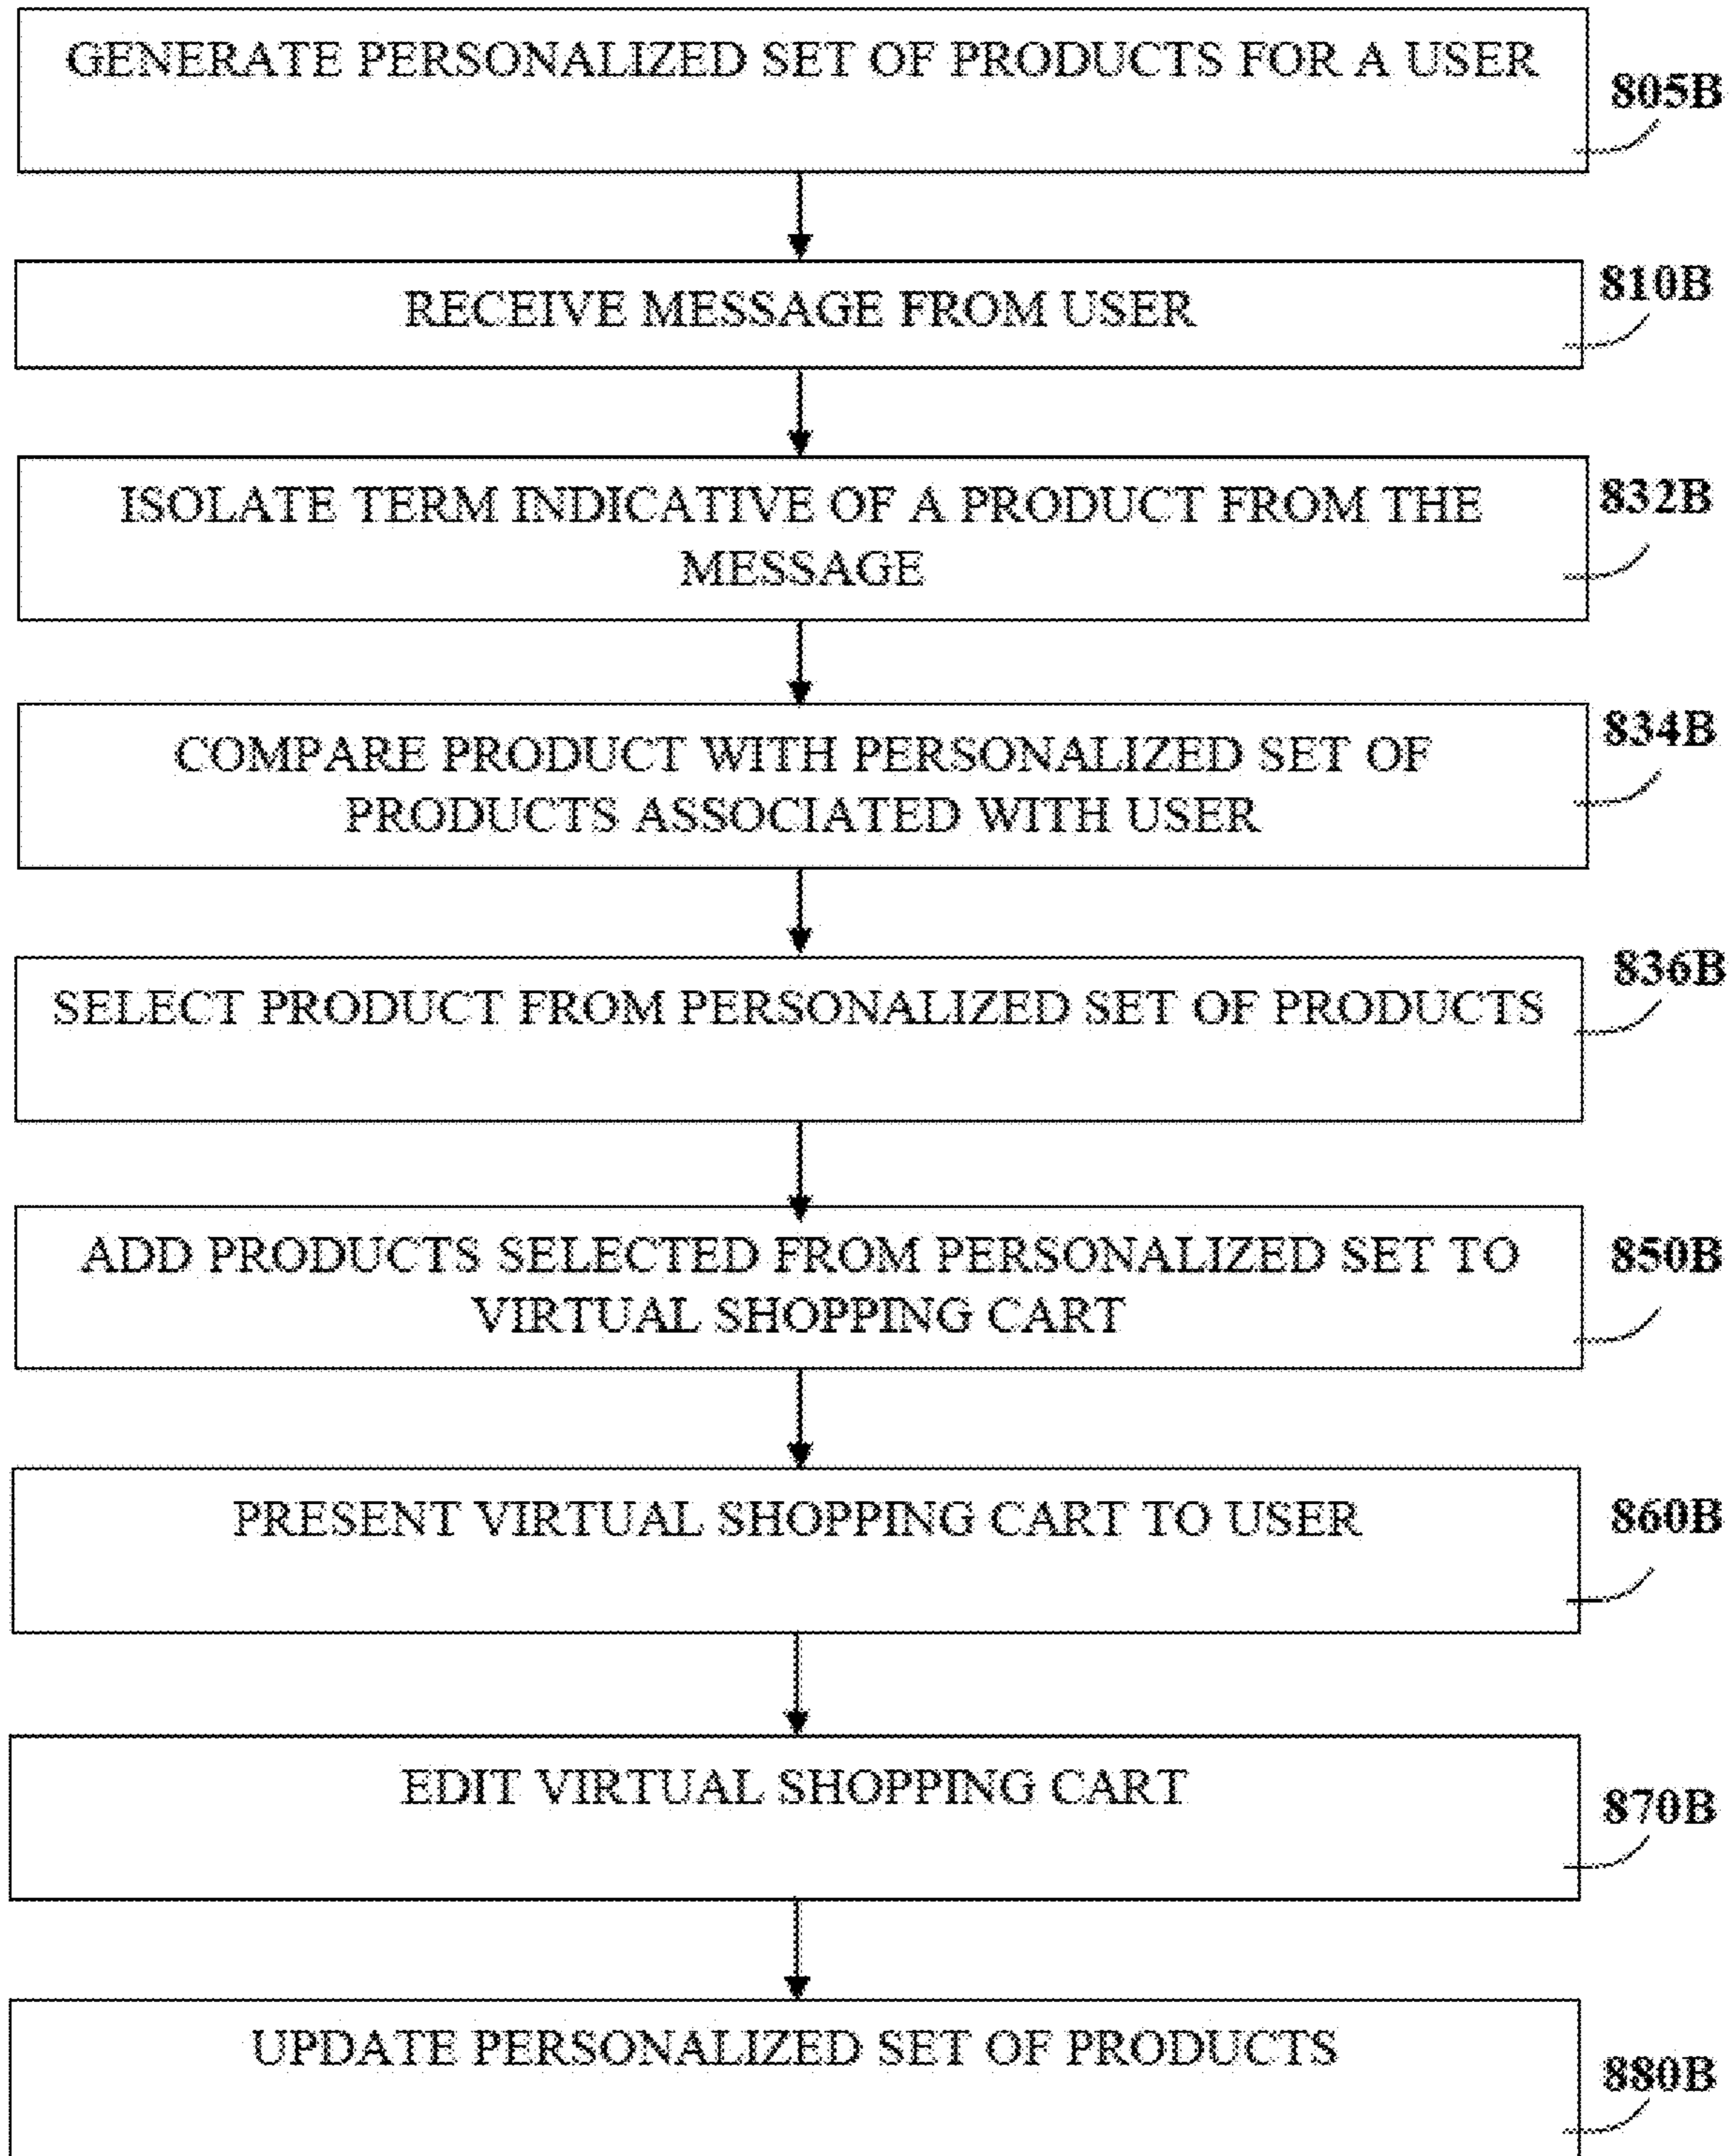 GENERATE PERSONALIZED SET OF PRODUCTS FOR A USER
805B
RECEIVE MESSAGE FROM USER
810B
ISOLATE TERM INDICATIVE OF A PRODUCT FROM THE
MESSAGE
832B
COMPARE PRODUCT WITH PERSONALIZED SET OF
PRODUCTS ASSOCIATED WITH USER
834B
SELECT PRODUCT FROM PERSONALIZED SET OF PRODUCTS
836B
ADD PRODUCTS SELECTED FROM PERSONALIZED SET TO
VIRTUAL SHOPPING CART
850B
PRESENT VIRTUAL SHOPPING CART TO USER
860B
EDIT VIRTUAL SHOPPING CART
870B
UPDATE PERSONALIZED SET OF PRODUCTS
880B